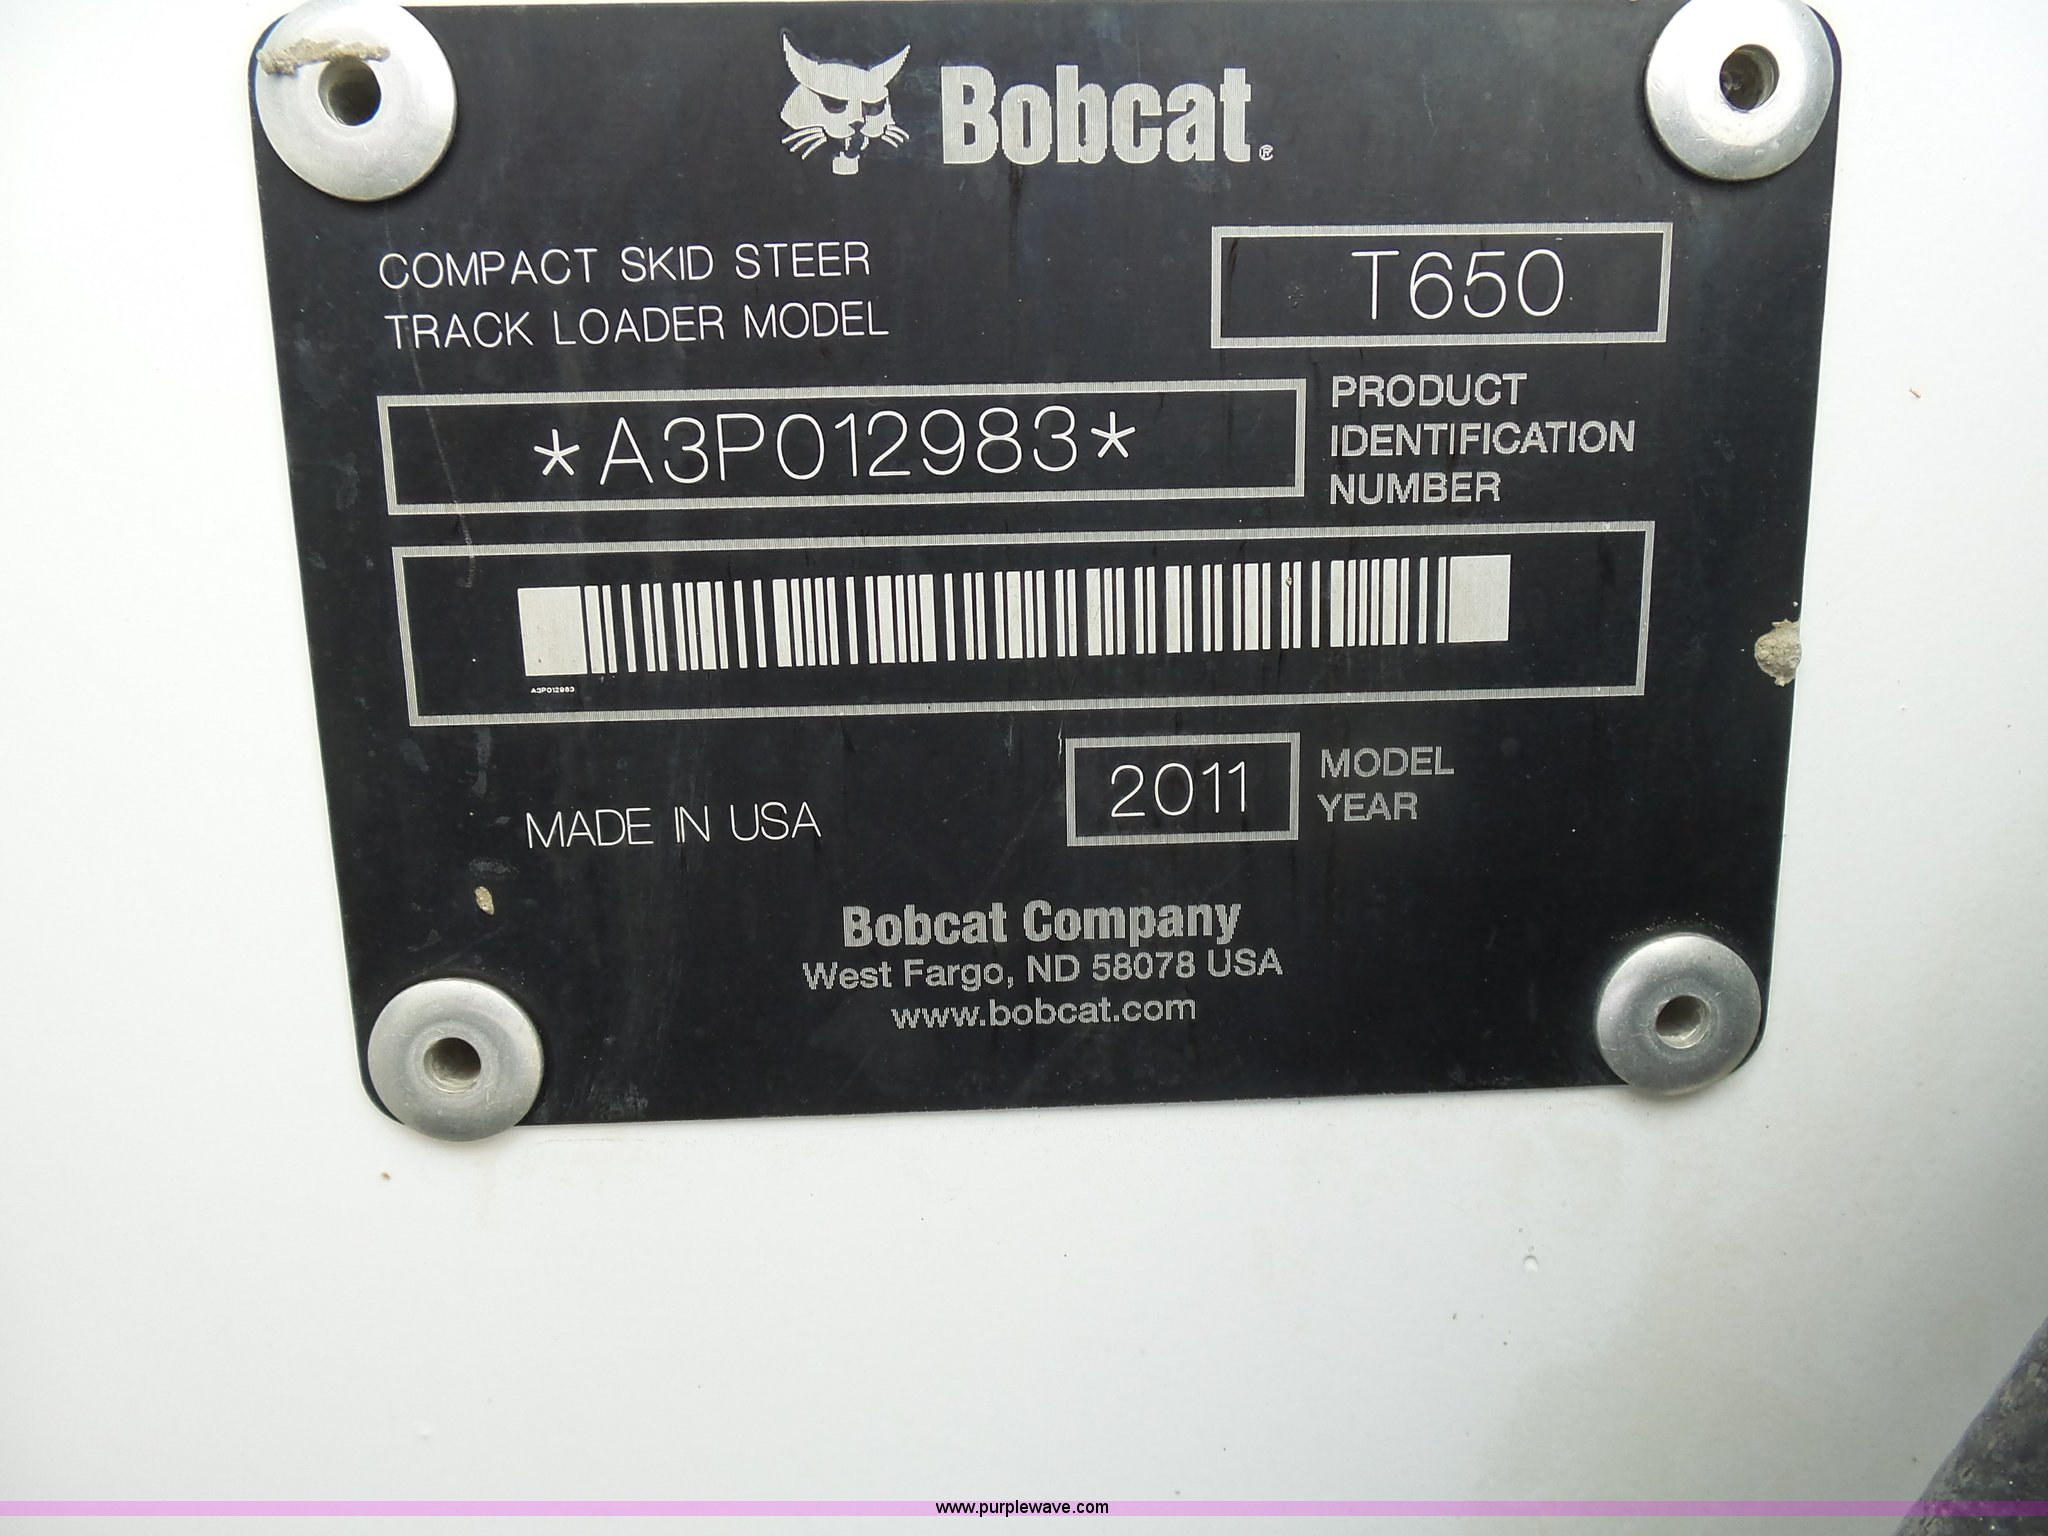 Bobcat®
COMPACT SKID STEER
TRACK LOADER MODEL
T650
*A3P012983*
PRODUCT
IDENTIFICATION
NUMBER
A3P012983
MADE IN USA
2011
MODEL
YEAR
Bobcat Company
West Fargo, ND 58078 USA
www.bobcat.com
www.purplewave.com